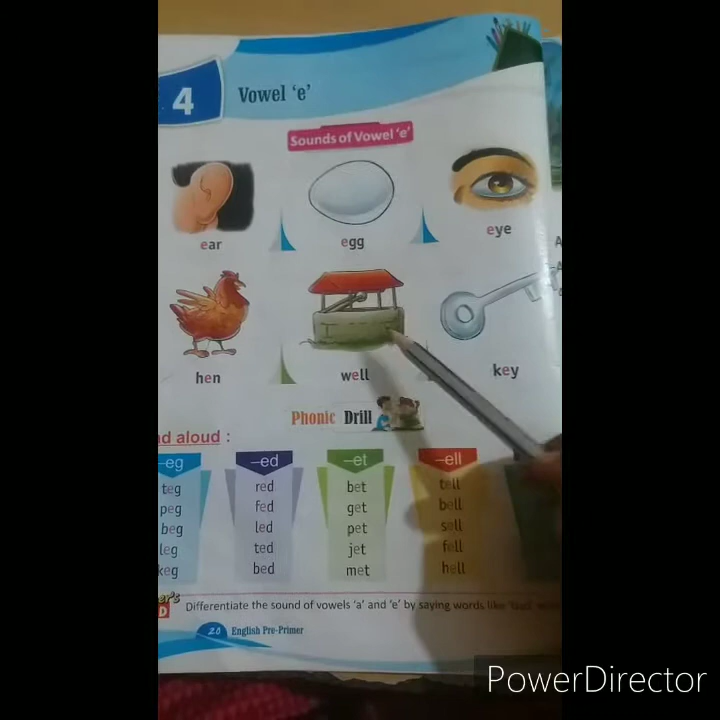 4
Vowel ‘e’
Sounds of Vowel ‘e’
ear egg eye
hen well key
Phonic Drill
d aloud :
–eg –ed –et –ell
teg red bet tell
peg fed get bell
beg led pet sell
leg ted jet fell
keg bed met hell
er's
D
Differentiate the sound of vowels ‘a’ and ‘e’ by saying words like
20 English Pre-Primer
PowerDirector